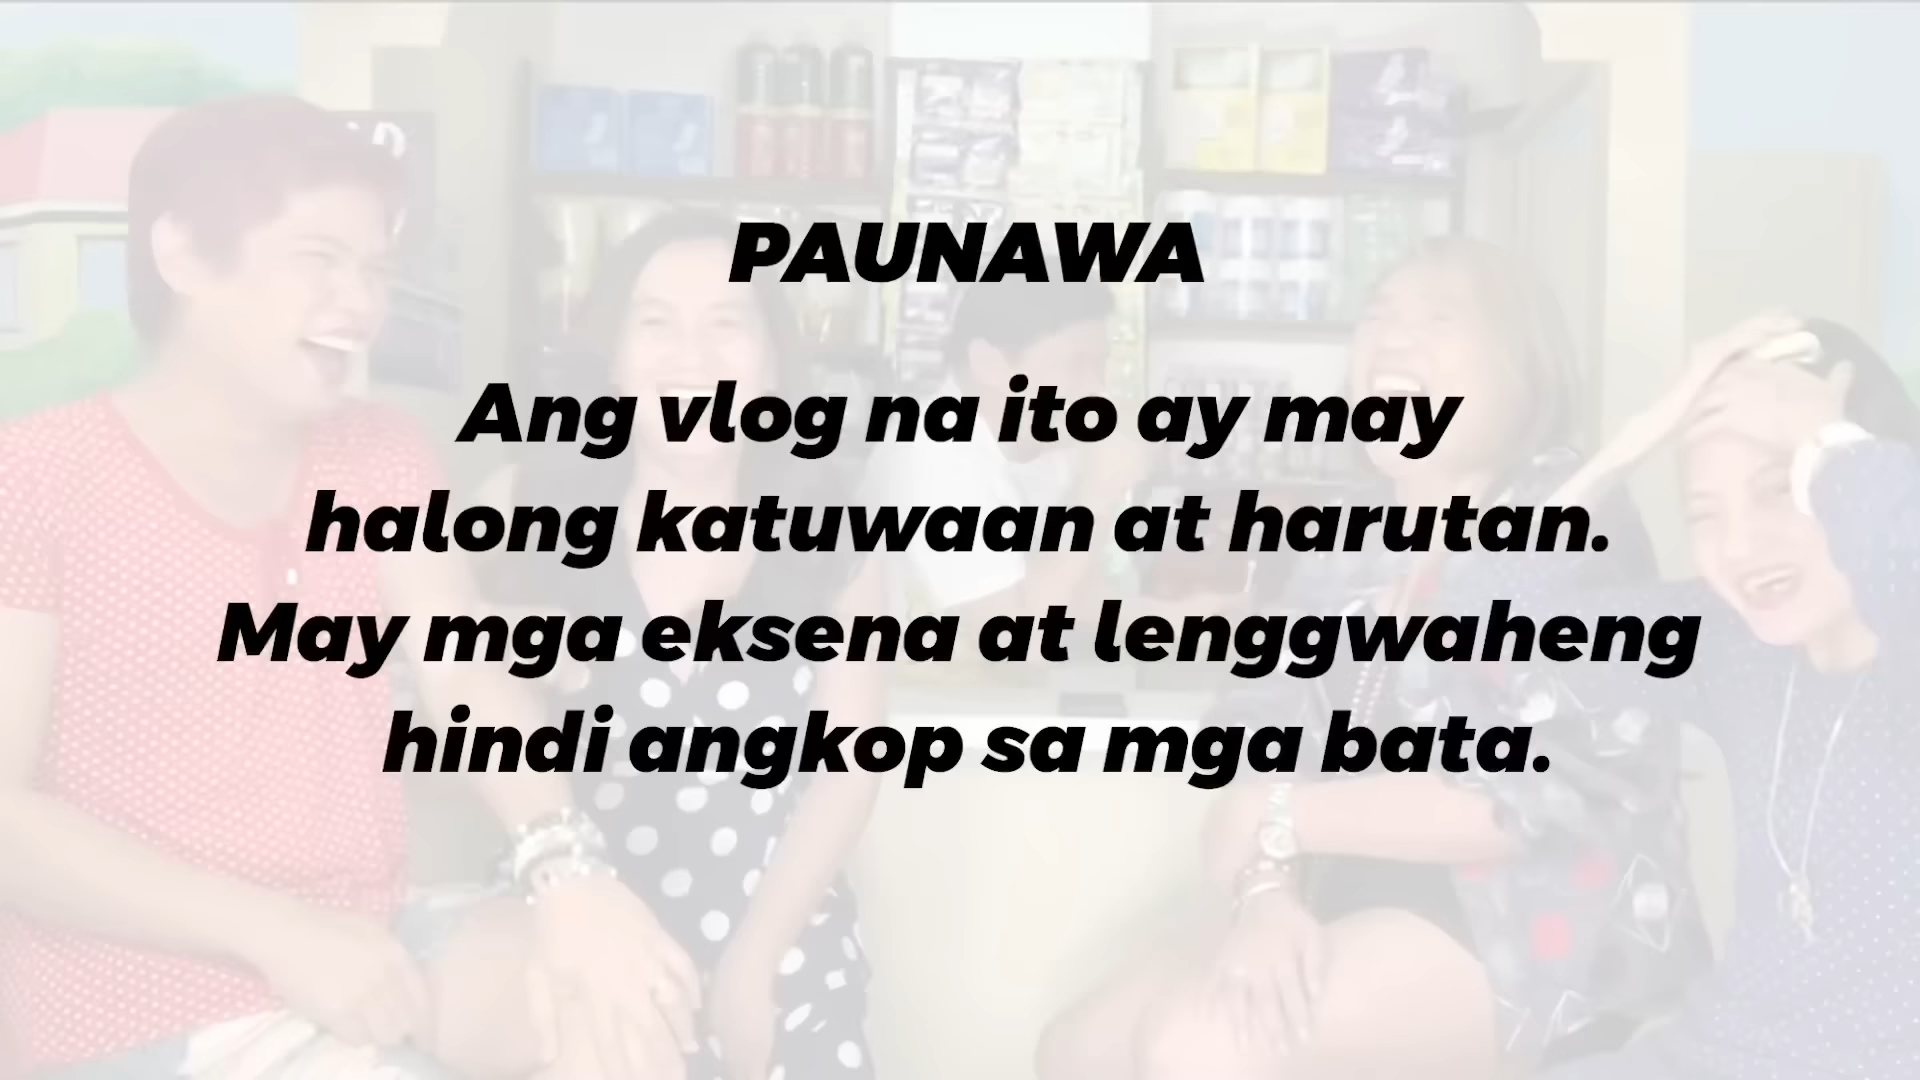 PAUNAWA
Ang vlog na ito ay may
halong katuwaan at harutan.
May mga eksena at lenggwaheng
hindi angkop sa mga bata.